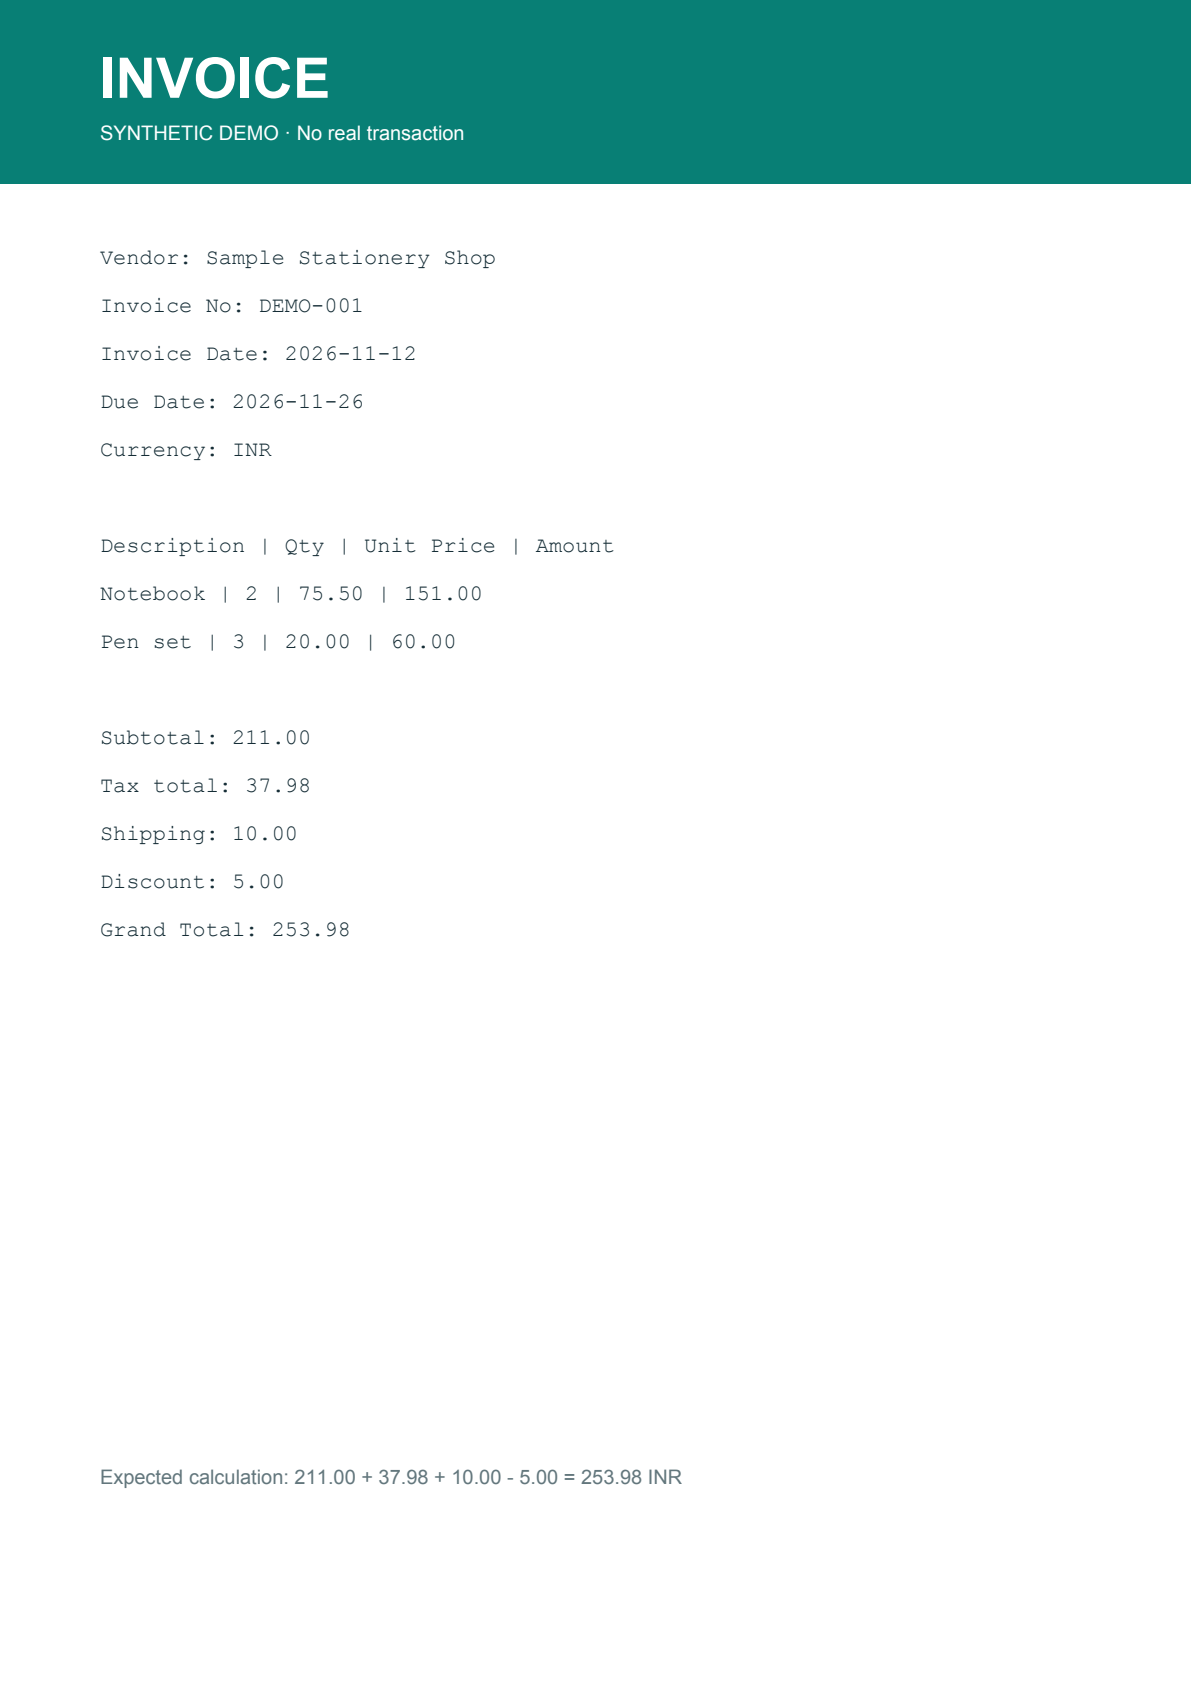 INVOICE
SYNTHETIC DEMO · No real transaction
Vendor: Sample Stationery Shop
Invoice No: DEMO-001
Invoice Date: 2026-11-12
Due Date: 2026-11-26
Currency: INR
Description | Qty | Unit Price | Amount
Notebook | 2 | 75.50 | 151.00
Pen set | 3 | 20.00 | 60.00
Subtotal: 211.00
Tax total: 37.98
Shipping: 10.00
Discount: 5.00
Grand Total: 253.98
Expected calculation: 211.00 + 37.98 + 10.00 - 5.00 = 253.98 INR